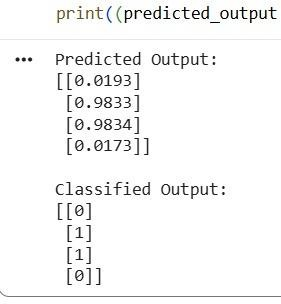 print((predicted_output
••• Predicted Output:
[[0.0193]
[0.9833]
[0.9834]
[0.0173]]
Classified Output:
[[0]
[1]
[1]
[0]]